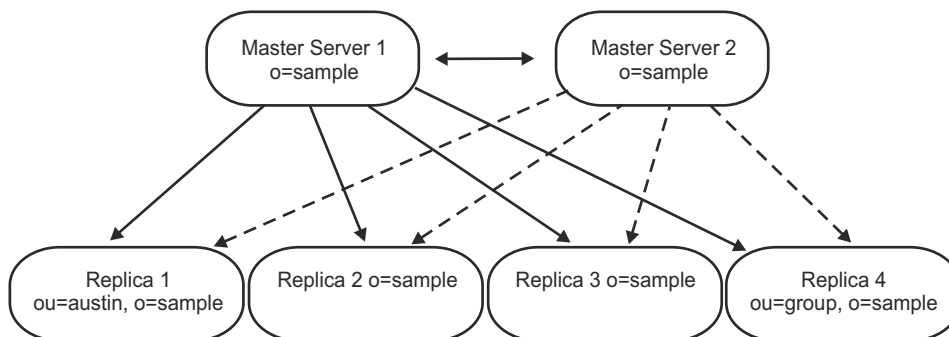 Master Server 1
o=sample
Master Server 2
o=sample
Replica 1
ou=austin, o=sample
Replica 2 o=sample
Replica 3 o=sample
Replica 4
ou=group, o=sample